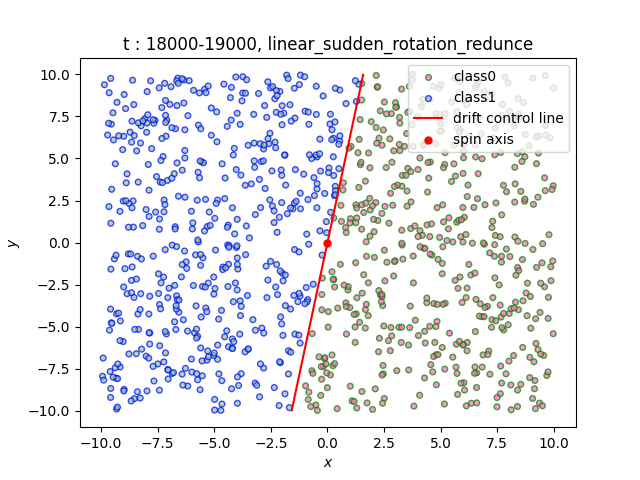 t : 18000-19000, linear_sudden_rotation_redunce
class0
class1
drift control line
spin axis
10.0
7.5
5.0
2.5
0.0
−2.5
−5.0
−7.5
−10.0
y
−10.0 −7.5 −5.0 −2.5 0.0 2.5 5.0 7.5 10.0
x